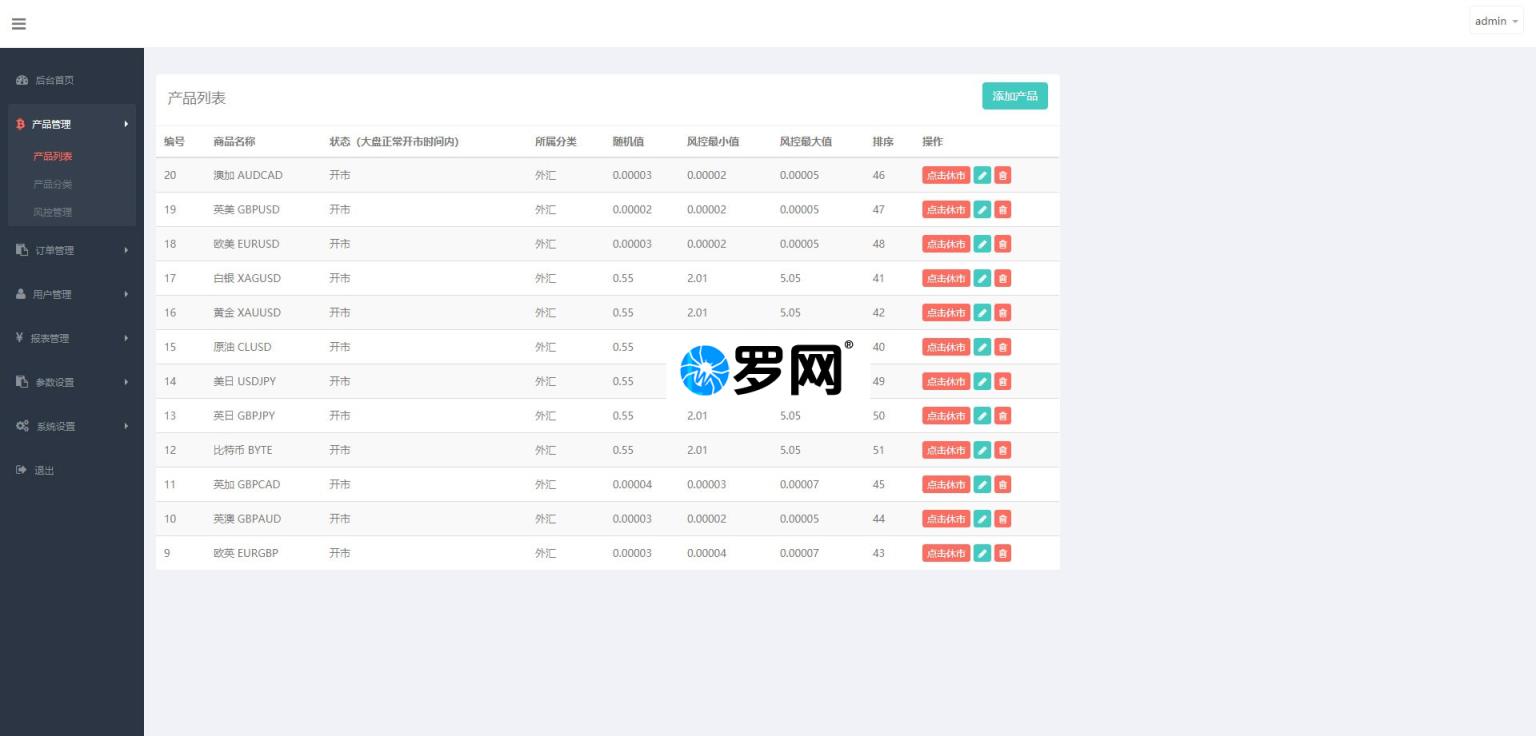 admin
后台首页
产品管理
产品列表
产品分类
风控管理
订单管理
用户管理
报表管理
参数设置
系统设置
退出
产品列表 添加产品
编号 商品名称 状态（大盘正常开市时间内） 所属分类 随机值 风控最小值 风控最大值 排序 操作
20 澳加 AUDCAD 开市 外汇 0.00003 0.00002 0.00005 46 点击休市
19 英美 GBPUSD 开市 外汇 0.00002 0.00002 0.00005 47 点击休市
18 欧美 EURUSD 开市 外汇 0.00003 0.00002 0.00005 48 点击休市
17 白银 XAGUSD 开市 外汇 0.55 2.01 5.05 41 点击休市
16 黄金 XAUUSD 开市 外汇 0.55 2.01 5.05 42 点击休市
15 原油 CLUSD 开市 外汇 0.55 40 点击休市
罗网®
14 美日 USDJPY 开市 外汇 0.55 49 点击休市
13 英日 GBPJPY 开市 外汇 0.55 2.01 5.05 50 点击休市
12 比特币 BYTE 开市 外汇 0.55 2.01 5.05 51 点击休市
11 英加 GBPCAD 开市 外汇 0.00004 0.00003 0.00007 45 点击休市
10 英澳 GBPAUD 开市 外汇 0.00003 0.00002 0.00005 44 点击休市
9 欧英 EURGBP 开市 外汇 0.00003 0.00004 0.00007 43 点击休市